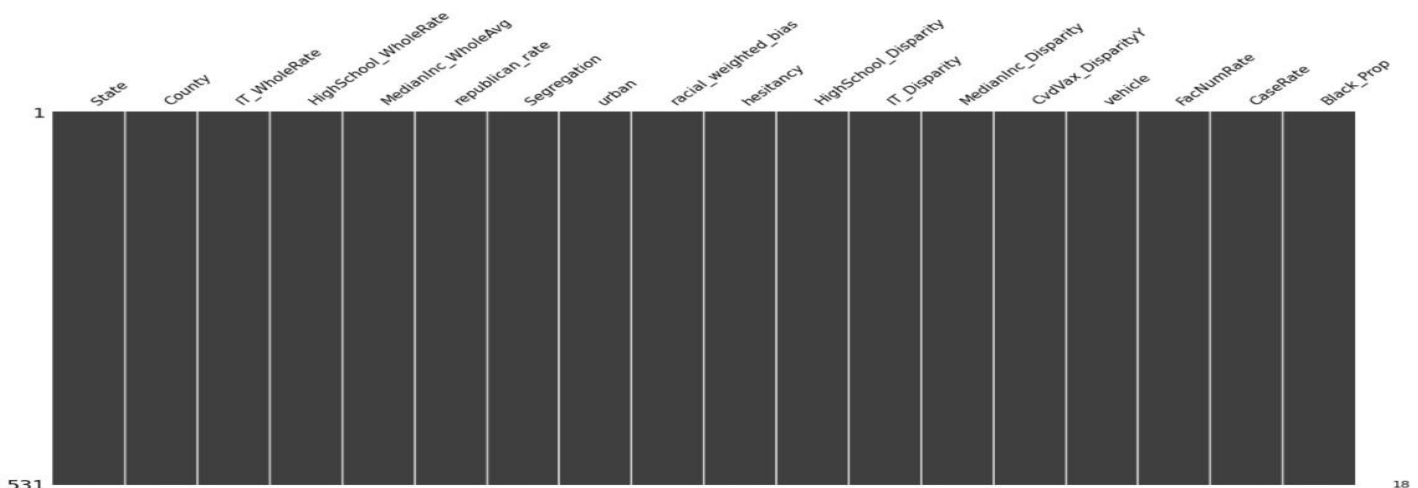 State County IT_WholeRate HighSchool_WholeRate MedianInc_WholeAvg republican_rate Segregation urban racial_weighted_bias hesitancy HighSchool_Disparity IT_Disparity MedianInc_Disparity CvdVax_DisparityY vehicle FacNumRate CaseRate Black_Prop
1
531 18